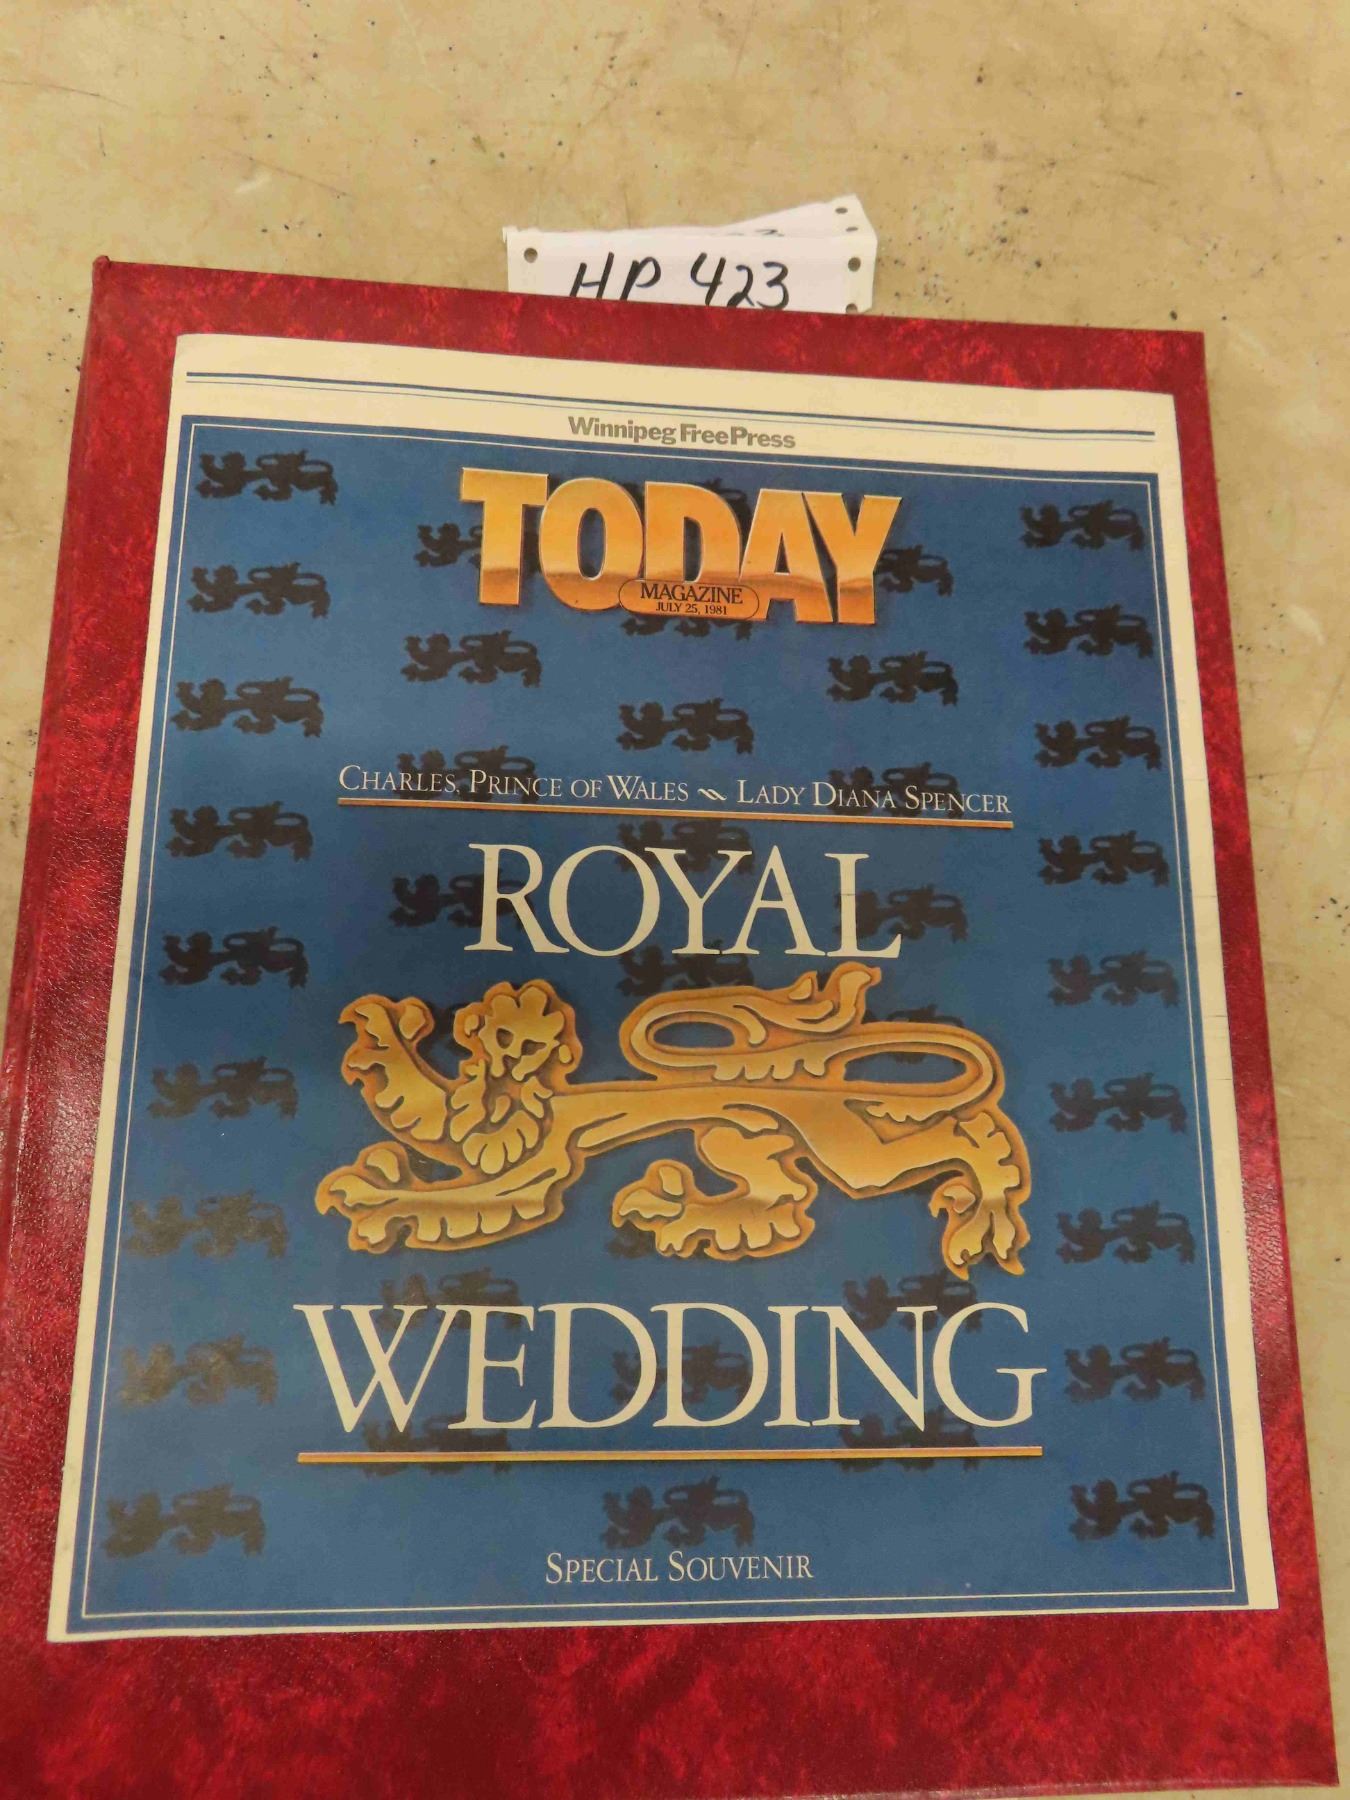 HP 423
Winnipeg Free Press
TODAY
MAGAZINE
JULY 25, 1981
CHARLES, PRINCE OF WALES ~ LADY DIANA SPENCER
ROYAL
WEDDING
SPECIAL SOUVENIR